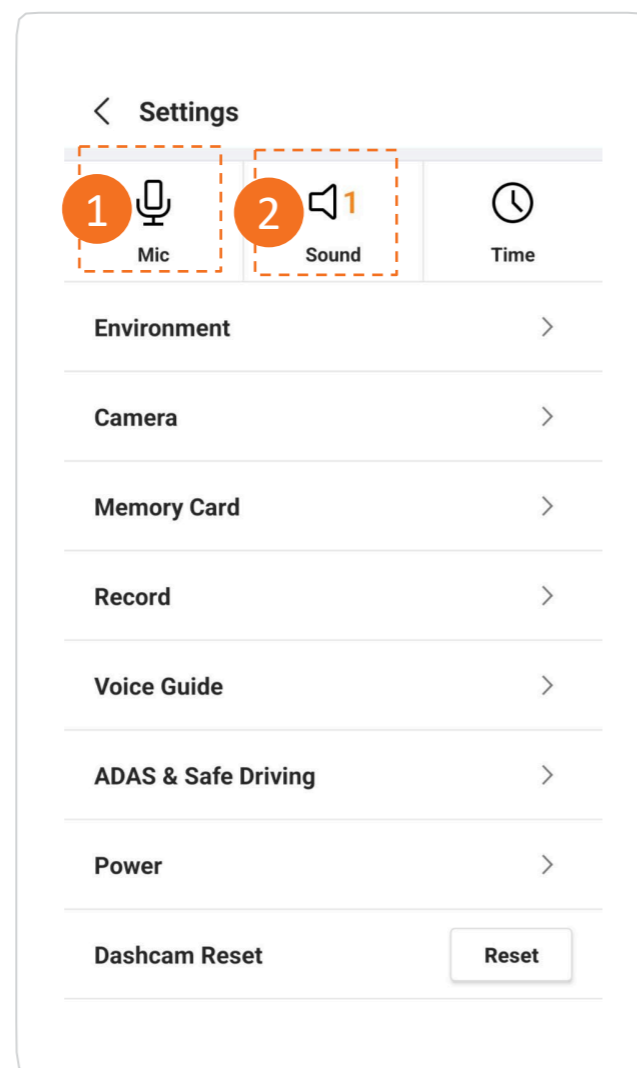 Settings
1
2
1
Mic
Sound
Time
Environment
Camera
Memory Card
Record
Voice Guide
ADAS & Safe Driving
Power
Dashcam Reset
Reset